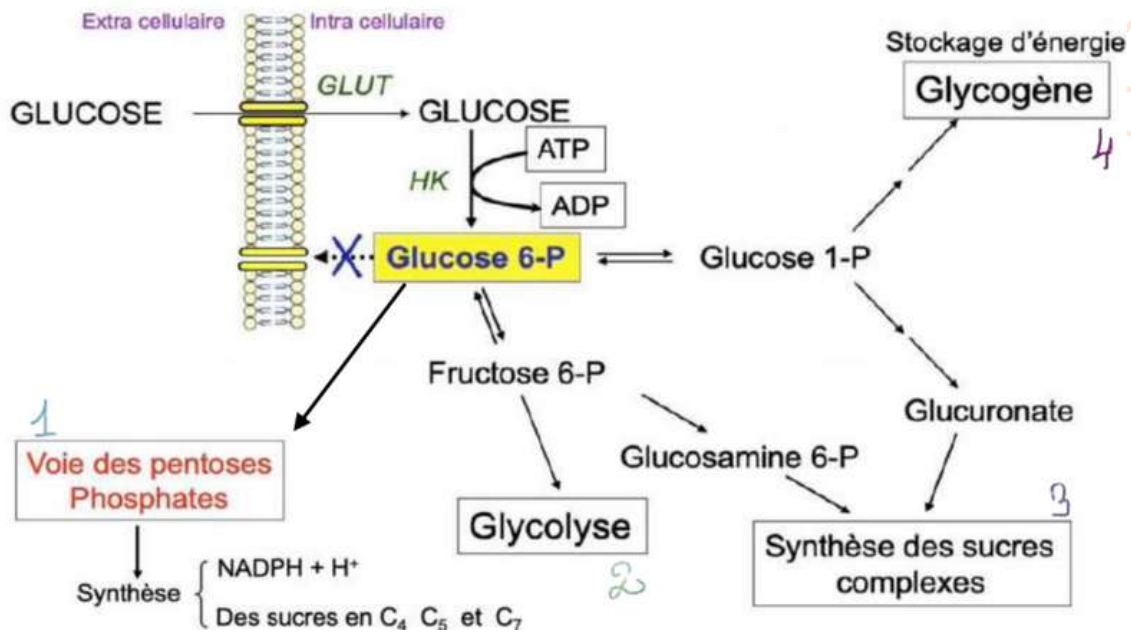 Extra cellulaire
Intra cellulaire
Stockage d'énergie
Glycogène
4
GLUT
GLUCOSE
GLUCOSE
ATP
HK
ADP
Glucose 6-P
Glucose 1-P
Fructose 6-P
Glucuronate
1
Voie des pentoses
Phosphates
Glucosamine 6-P
3
Glycolyse
2
Synthèse des sucres
complexes
NADPH + H⁺
Synthèse
Des sucres en C₄ C₅ et C₇